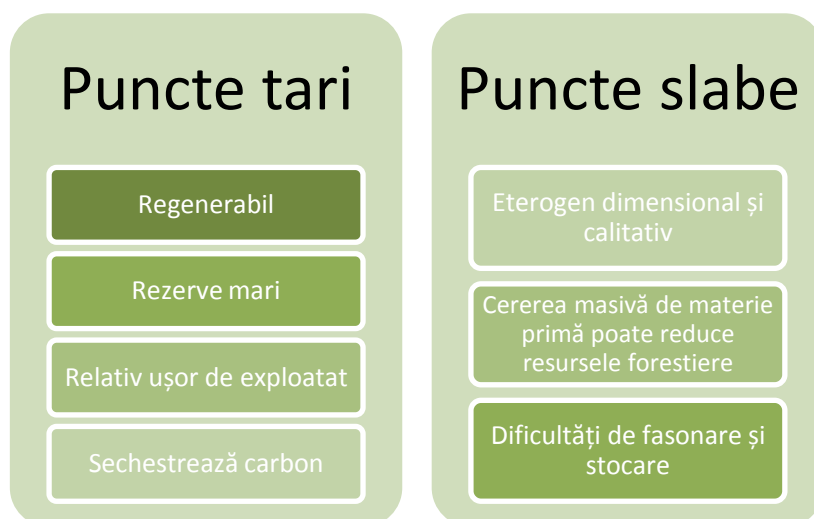 Puncte tari
Regenerabil
Rezerve mari
Relativ ușor de exploatat
Sechestrează carbon
Puncte slabe
Eterogen dimensional și
calitativ
Cererea masivă de materie
primă poate reduce
resursele forestiere
Dificultăți de fasonare și
stocare